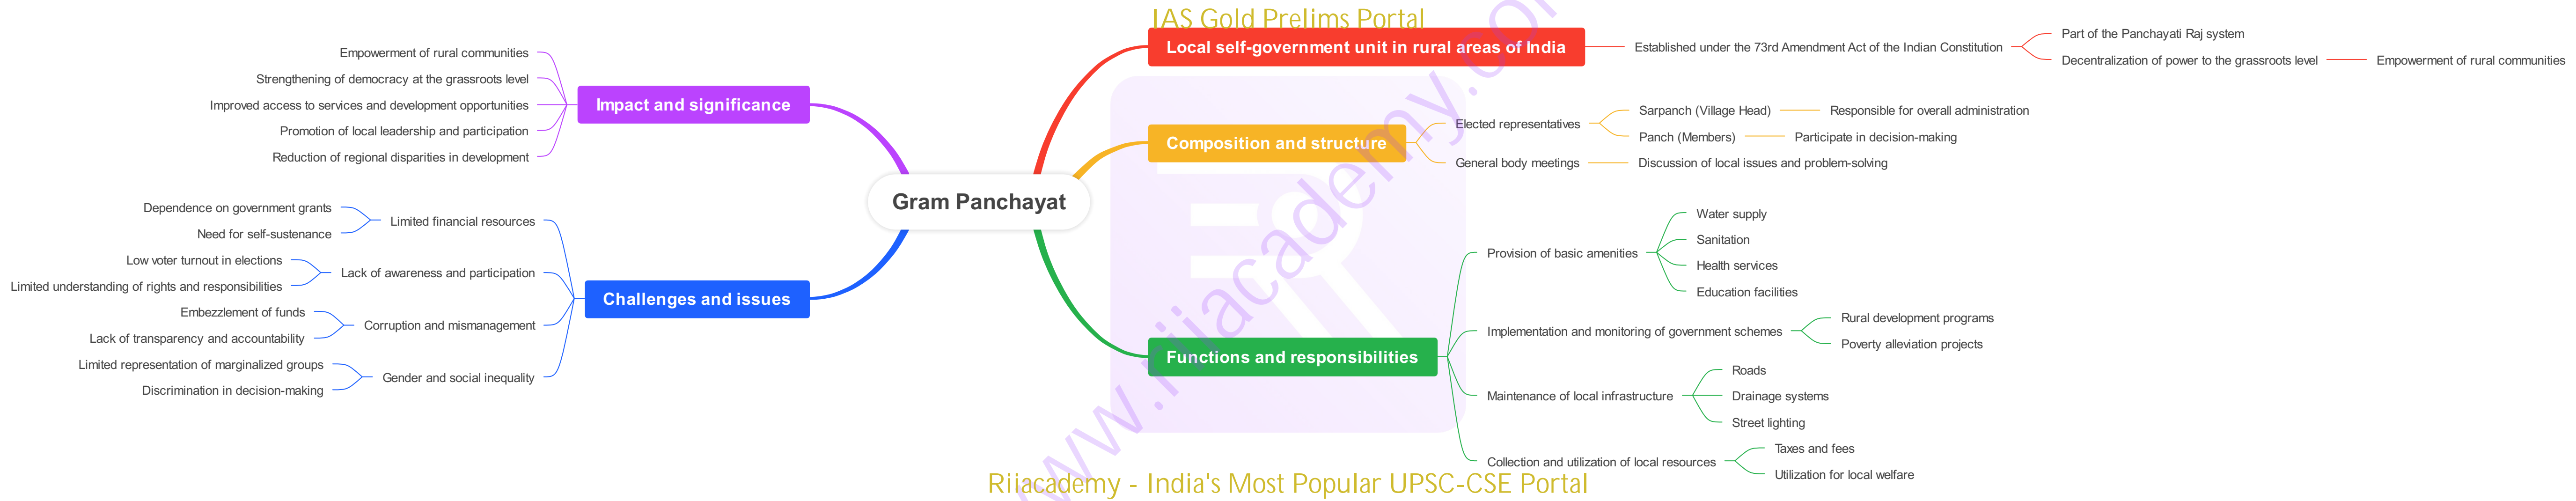 IAS Gold Prelims Portal
Gram Panchayat
Local self-government unit in rural areas of India
Established under the 73rd Amendment Act of the Indian Constitution
Part of the Panchayati Raj system
Decentralization of power to the grassroots level
Empowerment of rural communities
Composition and structure
Elected representatives
Sarpanch (Village Head)
Responsible for overall administration
Panch (Members)
Participate in decision-making
General body meetings
Discussion of local issues and problem-solving
Functions and responsibilities
Provision of basic amenities
Water supply
Sanitation
Health services
Education facilities
Implementation and monitoring of government schemes
Rural development programs
Poverty alleviation projects
Maintenance of local infrastructure
Roads
Drainage systems
Street lighting
Collection and utilization of local resources
Taxes and fees
Utilization for local welfare
Impact and significance
Empowerment of rural communities
Strengthening of democracy at the grassroots level
Improved access to services and development opportunities
Promotion of local leadership and participation
Reduction of regional disparities in development
Challenges and issues
Limited financial resources
Dependence on government grants
Need for self-sustenance
Lack of awareness and participation
Low voter turnout in elections
Limited understanding of rights and responsibilities
Corruption and mismanagement
Embezzlement of funds
Lack of transparency and accountability
Gender and social inequality
Limited representation of marginalized groups
Discrimination in decision-making
www.riiacademy.com
Riiacademy - India's Most Popular UPSC-CSE Portal